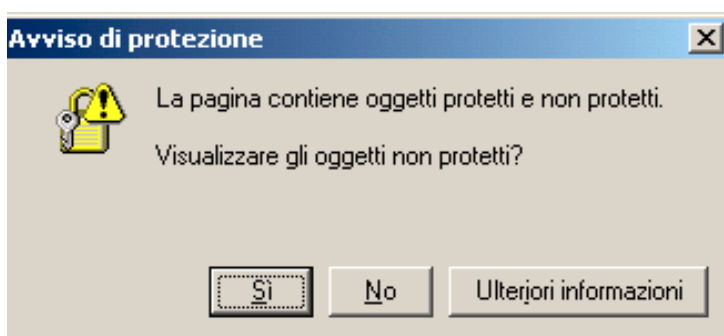 Avviso di protezione
La pagina contiene oggetti protetti e non protetti.
Visualizzare gli oggetti non protetti?
Sì No Ulteriori informazioni